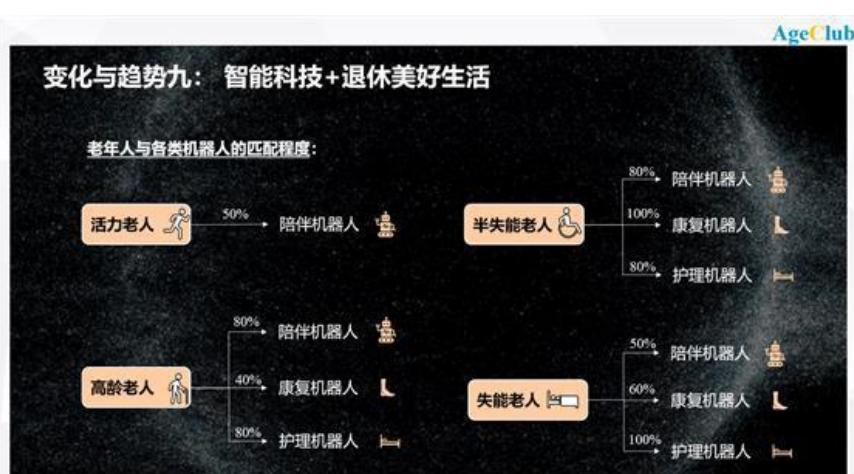 AgeClub
变化与趋势九： 智能科技+退休美好生活
老年人与各类机器人的匹配程度：
活力老人
50%
陪伴机器人
半失能老人
80%
陪伴机器人
100%
康复机器人
80%
护理机器人
高龄老人
80%
陪伴机器人
40%
康复机器人
80%
护理机器人
失能老人
50%
陪伴机器人
60%
康复机器人
100%
护理机器人